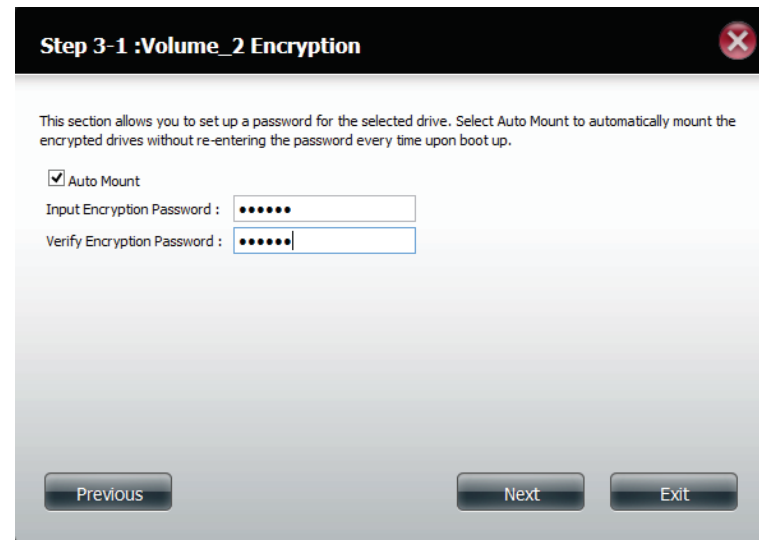 Step 3-1 :Volume_2 Encryption
This section allows you to set up a password for the selected drive. Select Auto Mount to automatically mount the
encrypted drives without re-entering the password every time upon boot up.
Auto Mount
Input Encryption Password : ●●●●●●
Verify Encryption Password : ●●●●●●
Previous
Next
Exit